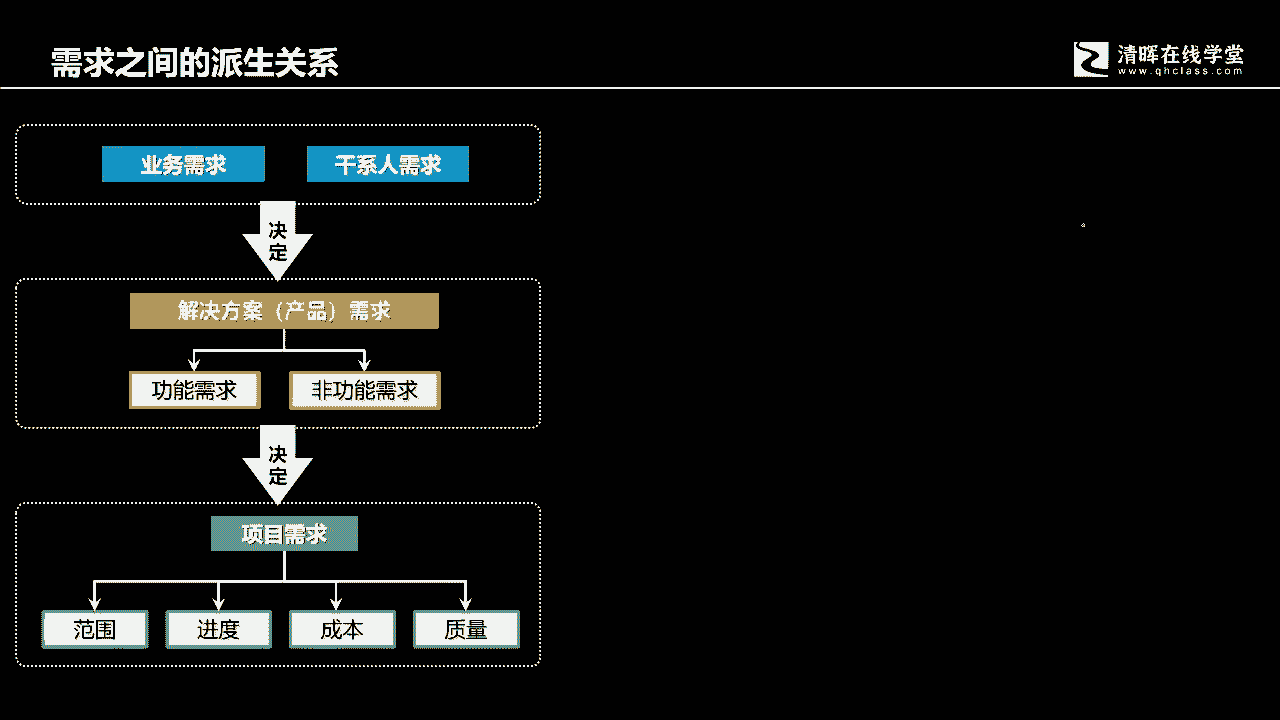 需求之间的派生关系
清晖在线学堂
www.qhclass.com
业务需求
干系人需求
决
定
解决方案（产品）需求
功能需求
非功能需求
决
定
项目需求
范围
进度
成本
质量